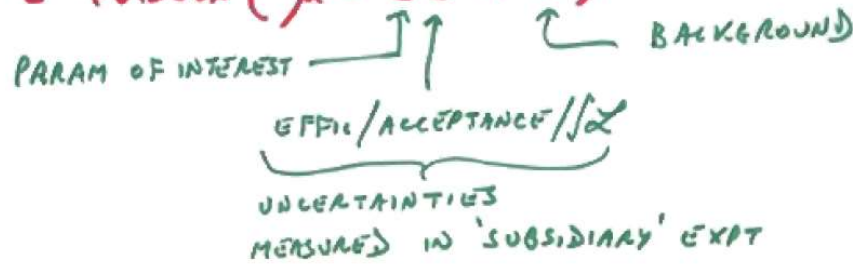 BACKGROUND
PARAM OF INTEREST
EFFIC/ACCEPTANCE/∫L
UNCERTAINTIES
MEASURED IN 'SUBSIDIARY' EXPT